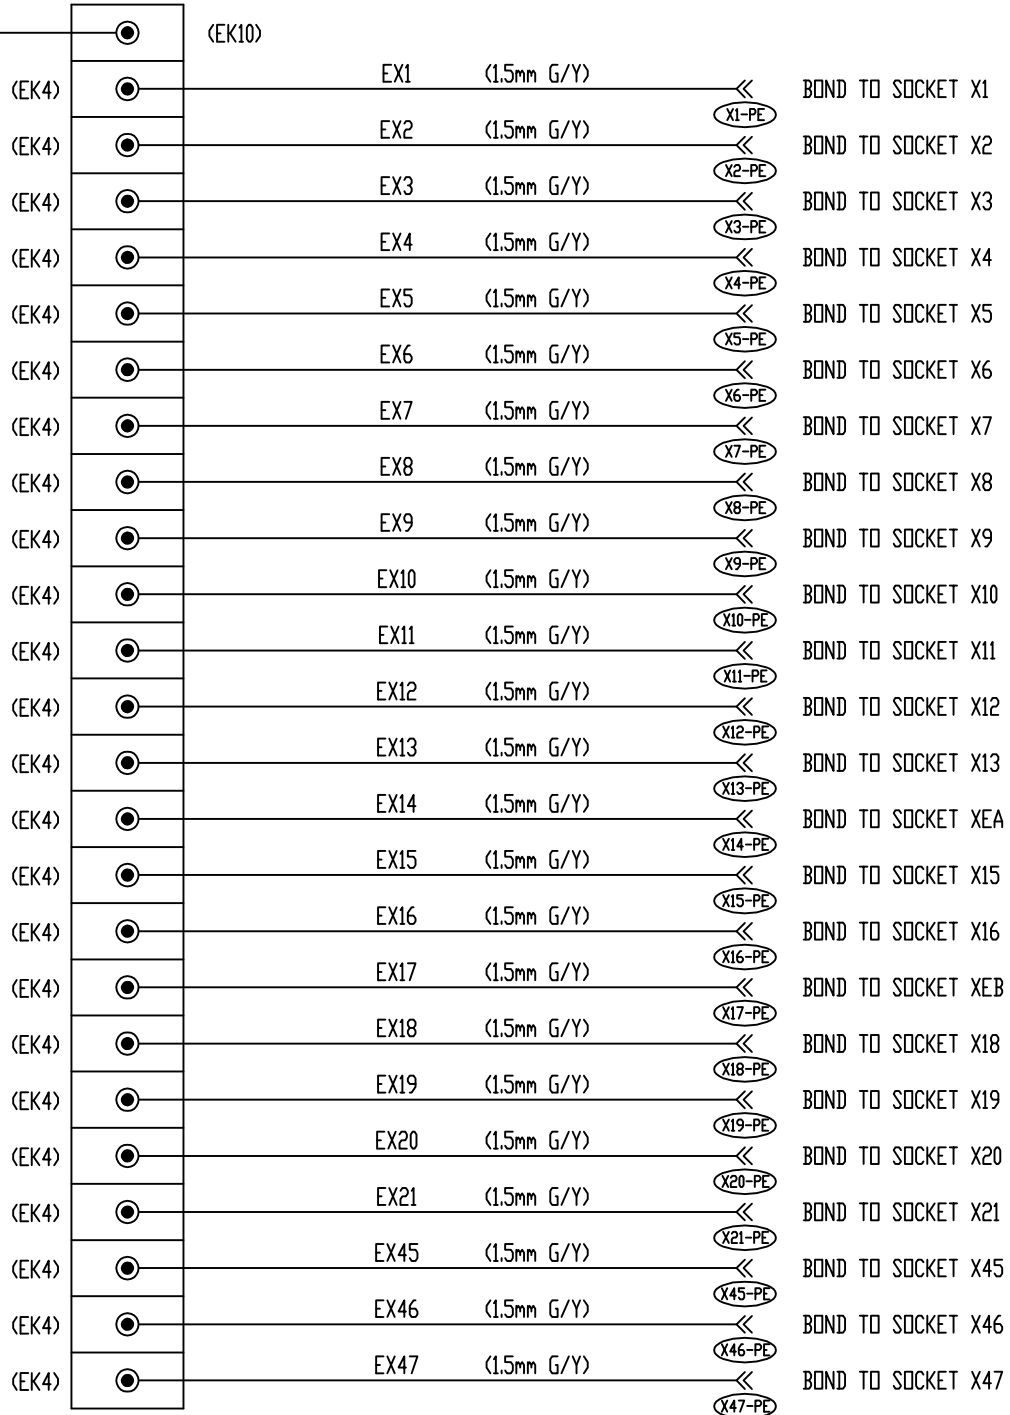 (EK10)
(EK4) EX1 (1.5mm G/Y) BOND TO SOCKET X1
X1-PE
(EK4) EX2 (1.5mm G/Y) BOND TO SOCKET X2
X2-PE
(EK4) EX3 (1.5mm G/Y) BOND TO SOCKET X3
X3-PE
(EK4) EX4 (1.5mm G/Y) BOND TO SOCKET X4
X4-PE
(EK4) EX5 (1.5mm G/Y) BOND TO SOCKET X5
X5-PE
(EK4) EX6 (1.5mm G/Y) BOND TO SOCKET X6
X6-PE
(EK4) EX7 (1.5mm G/Y) BOND TO SOCKET X7
X7-PE
(EK4) EX8 (1.5mm G/Y) BOND TO SOCKET X8
X8-PE
(EK4) EX9 (1.5mm G/Y) BOND TO SOCKET X9
X9-PE
(EK4) EX10 (1.5mm G/Y) BOND TO SOCKET X10
X10-PE
(EK4) EX11 (1.5mm G/Y) BOND TO SOCKET X11
X11-PE
(EK4) EX12 (1.5mm G/Y) BOND TO SOCKET X12
X12-PE
(EK4) EX13 (1.5mm G/Y) BOND TO SOCKET X13
X13-PE
(EK4) EX14 (1.5mm G/Y) BOND TO SOCKET XEA
X14-PE
(EK4) EX15 (1.5mm G/Y) BOND TO SOCKET X15
X15-PE
(EK4) EX16 (1.5mm G/Y) BOND TO SOCKET X16
X16-PE
(EK4) EX17 (1.5mm G/Y) BOND TO SOCKET XEB
X17-PE
(EK4) EX18 (1.5mm G/Y) BOND TO SOCKET X18
X18-PE
(EK4) EX19 (1.5mm G/Y) BOND TO SOCKET X19
X19-PE
(EK4) EX20 (1.5mm G/Y) BOND TO SOCKET X20
X20-PE
(EK4) EX21 (1.5mm G/Y) BOND TO SOCKET X21
X21-PE
(EK4) EX45 (1.5mm G/Y) BOND TO SOCKET X45
X45-PE
(EK4) EX46 (1.5mm G/Y) BOND TO SOCKET X46
X46-PE
(EK4) EX47 (1.5mm G/Y) BOND TO SOCKET X47
X47-PE